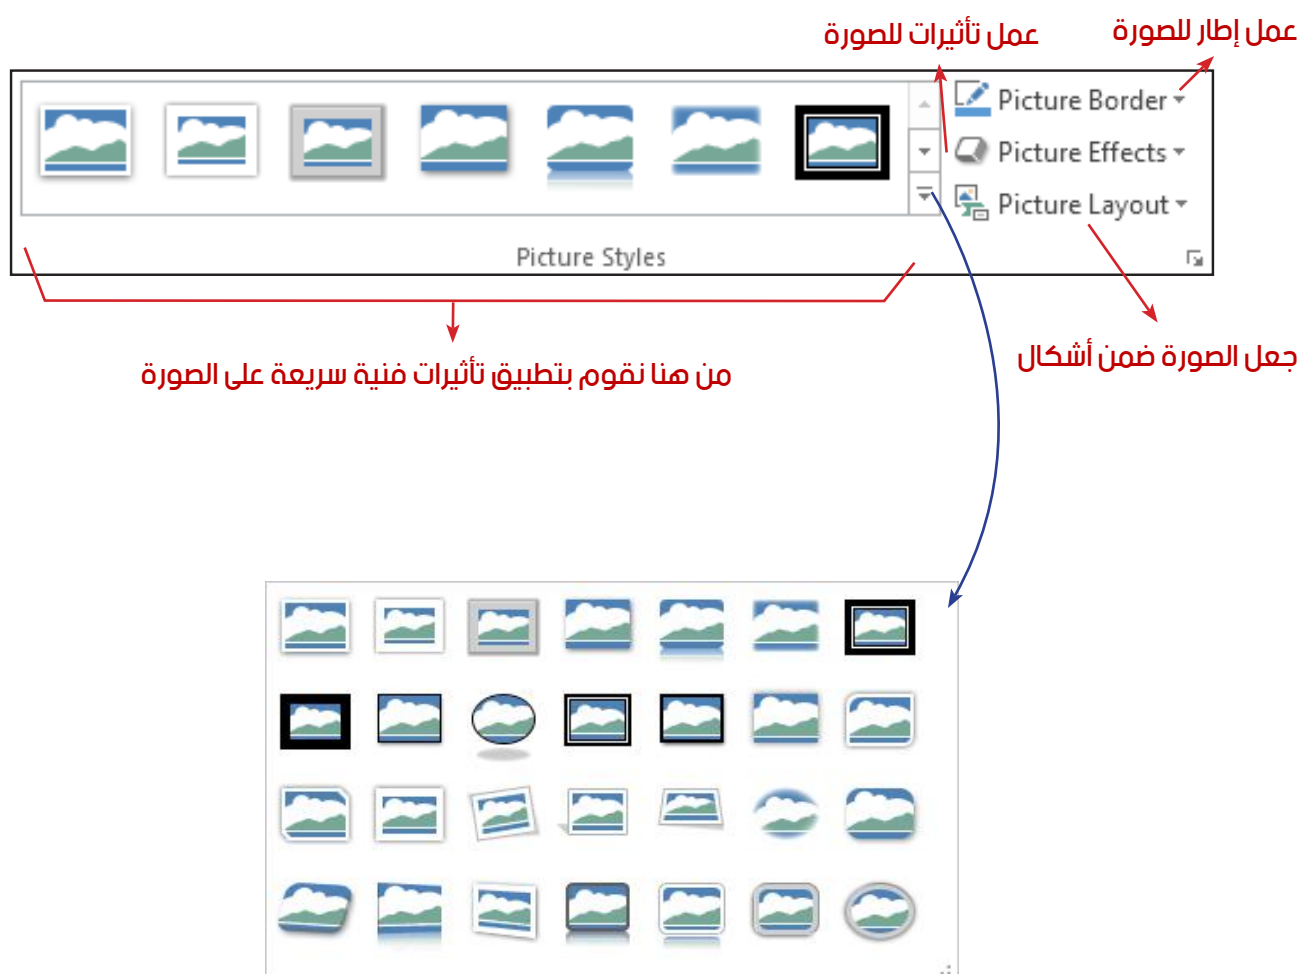 عمل إطار للصورة
عمل تأثيرات للصورة
Picture Border
Picture Effects
Picture Layout
Picture Styles
جعل الصورة ضمن أشكال
من هنا نقوم بتطبيق تأثيرات فنية سريعة على الصورة